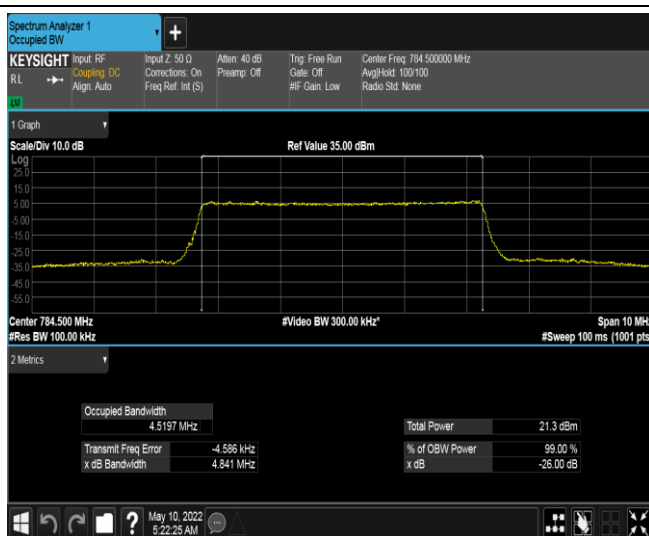 Spectrum Analyzer 1
Occupied BW
+
KEYSIGHT Input: RF Input Z: 50 Ω Atten: 40 dB Trig: Free Run Center Freq: 784.500000 MHz
RL Coupling: DC Corrections: On Preamp: Off Gate: Off Avg|Hold: 100/100
Align: Auto Freq Ref: Int (S) #IF Gain: Low Radio Std: None
1 Graph
Scale/Div 10.0 dB Ref Value 35.00 dBm
Log
25.0
15.0
5.00
-5.00
-15.0
-25.0
-35.0
-45.0
-55.0
Center 784.500 MHz #Video BW 300.00 kHz* Span 10 MHz
#Res BW 100.00 kHz #Sweep 100 ms (1001 pts
2 Metrics
Occupied Bandwidth
4.5197 MHz Total Power 21.3 dBm
Transmit Freq Error -4.586 kHz % of OBW Power 99.00 %
x dB Bandwidth 4.841 MHz x dB -26.00 dB
? May 10, 2022
5:22:25 AM